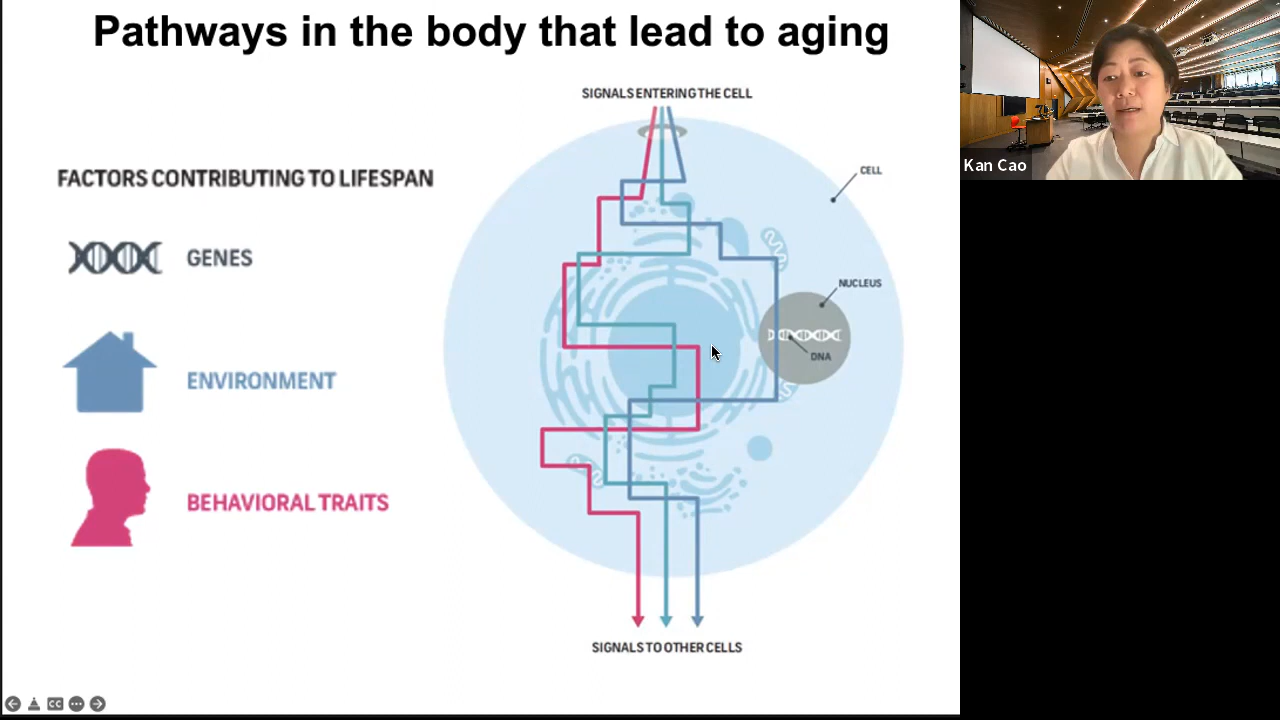 Pathways in the body that lead to aging
SIGNALS ENTERING THE CELL
FACTORS CONTRIBUTING TO LIFESPAN
CELL
GENES
NUCLEUS
DNA
ENVIRONMENT
BEHAVIORAL TRAITS
SIGNALS TO OTHER CELLS
CC
Kan Cao